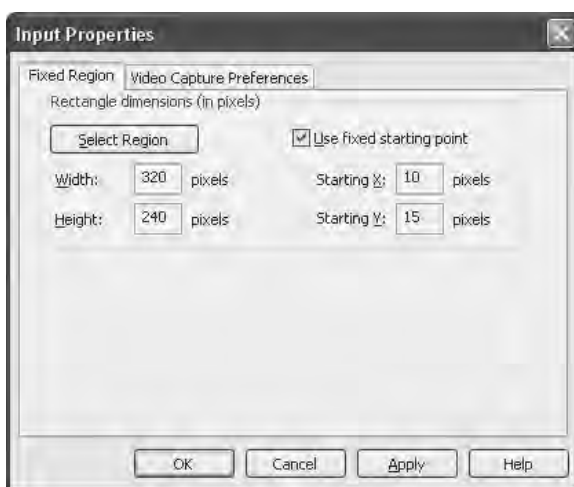 Input Properties
Fixed Region Video Capture Preferences
Rectangle dimensions (in pixels)
Select Region Use fixed starting point
Width: 320 pixels Starting X: 10 pixels
Height: 240 pixels Starting Y: 15 pixels
OK Cancel Apply Help